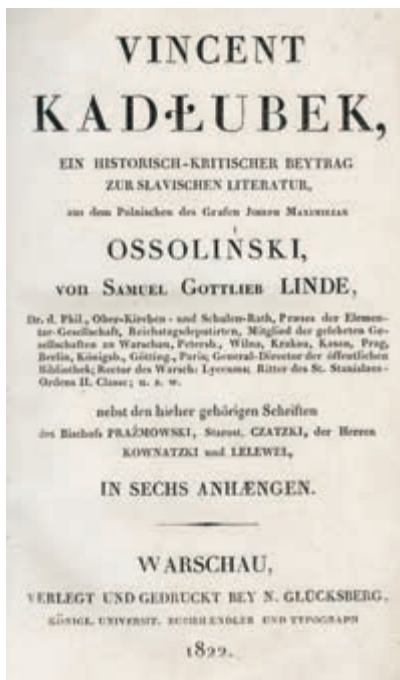 VINCENT
KADŁUBEK,
EIN HISTORISCH-KRITISCHER BEYTRAG
ZUR SLAVISCHEN LITERATUR,
aus dem Polnischen des Grafen JOSEPH MAXIMILIAN
OSSOLIŃSKI,
von SAMUEL GOTTLIEB LINDE,
Dr. d. Phil., Ober-Kirchen- und Schulen-Rath, Praeses der Elemen-
tar-Gesellschaft, Reichstagsdeputirten, Mitglied der gelehrten Ge-
sellschaften zu Warschau, Petersb., Wilna, Krakau, Kasan, Prag,
Berlin, Königsb., Götting., Paris; General-Director der öffentlichen
Bibliothek; Rector des Warsch: Lyceums; Ritter des St. Stanislaus-
Ordens II. Classe; u. s. w.
nebst den hieher gehörigen Schriften
des Bischofs PRAŻMOWSKI, Starost. CZATZKI, der Herren
KOWNATZKI und LELEWEL,
IN SECHS ANHÆNGEN.
WARSCHAU,
VERLEGT UND GEDRUCKT BEY N. GLÜCKSBERG,
KÖNIGL. UNIVERSIT. BUCHHÆNDLER UND TYPOGRAPH
1822.